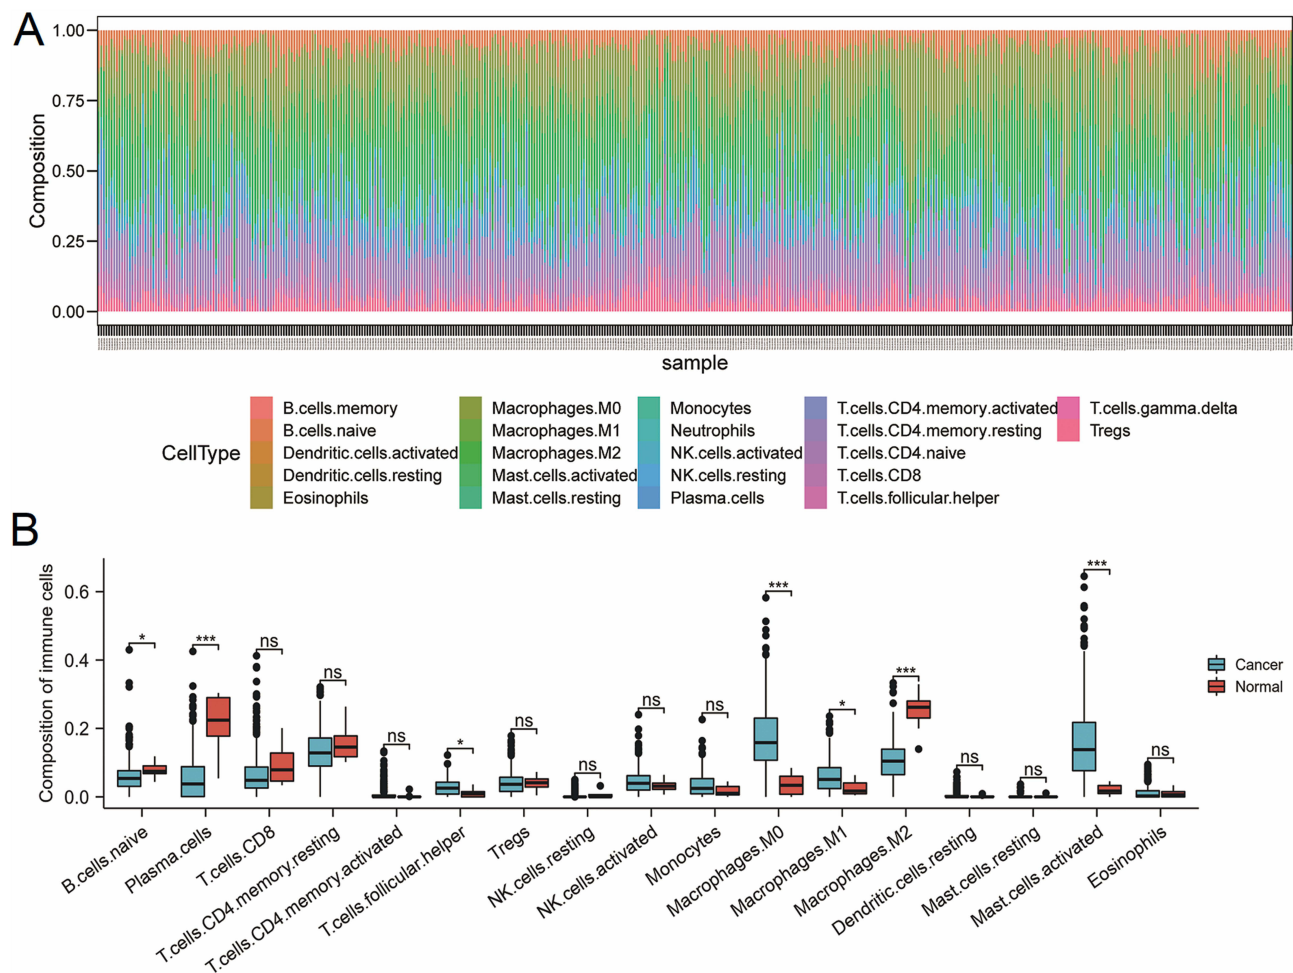 A
1.00
0.75
0.50
0.25
0.00
Composition
sample
CellType
B.cells.memory
B.cells.naive
Dendritic.cells.activated
Dendritic.cells.resting
Eosinophils
Macrophages.M0
Macrophages.M1
Macrophages.M2
Mast.cells.activated
Mast.cells.resting
Monocytes
Neutrophils
NK.cells.activated
NK.cells.resting
Plasma.cells
T.cells.CD4.memory.activated
T.cells.CD4.memory.resting
T.cells.CD4.naive
T.cells.CD8
T.cells.follicular.helper
T.cells.gamma.delta
Tregs
B
Composition of immune cells
0.6
0.4
0.2
0.0
*
***
ns
ns
ns
*
ns
ns
ns
ns
***
*
***
ns
ns
***
ns
Cancer
Normal
B.cells.naive
Plasma.cells
T.cells.CD8
T.cells.CD4.memory.resting
T.cells.CD4.memory.activated
T.cells.follicular.helper
Tregs
NK.cells.resting
NK.cells.activated
Monocytes
Macrophages.M0
Macrophages.M1
Macrophages.M2
Dendritic.cells.resting
Mast.cells.resting
Mast.cells.activated
Eosinophils